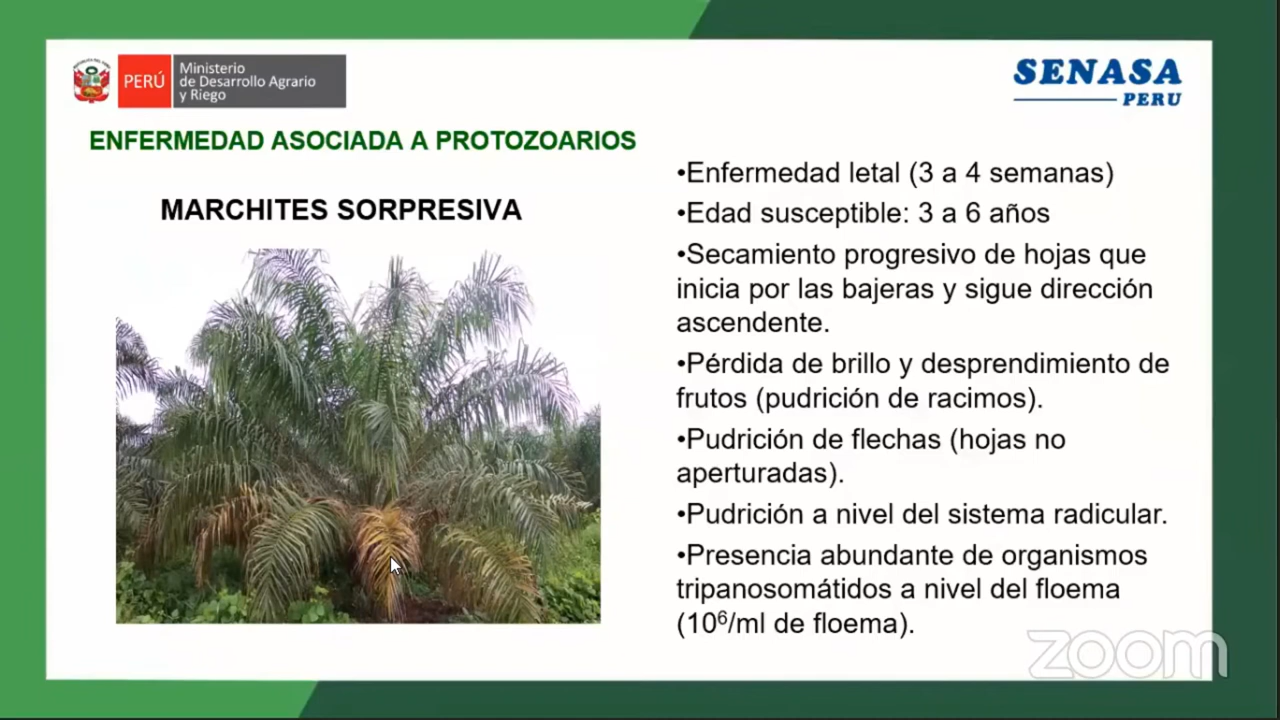 PERÚ
Ministerio
de Desarrollo Agrario
y Riego
SENASA
PERU
ENFERMEDAD ASOCIADA A PROTOZOARIOS
MARCHITES SORPRESIVA
•Enfermedad letal (3 a 4 semanas)
•Edad susceptible: 3 a 6 años
•Secamiento progresivo de hojas que
inicia por las bajeras y sigue dirección
ascendente.
•Pérdida de brillo y desprendimiento de
frutos (pudrición de racimos).
•Pudrición de flechas (hojas no
aperturadas).
•Pudrición a nivel del sistema radicular.
•Presencia abundante de organismos
tripanosomátidos a nivel del floema
(10⁶/ml de floema).
zoom